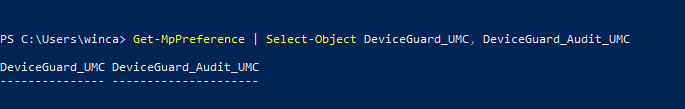 PS C:\Users\winca> Get-MpPreference | Select-Object DeviceGuard_UMC, DeviceGuard_Audit_UMC
DeviceGuard_UMC DeviceGuard_Audit_UMC
--------------- ---------------------